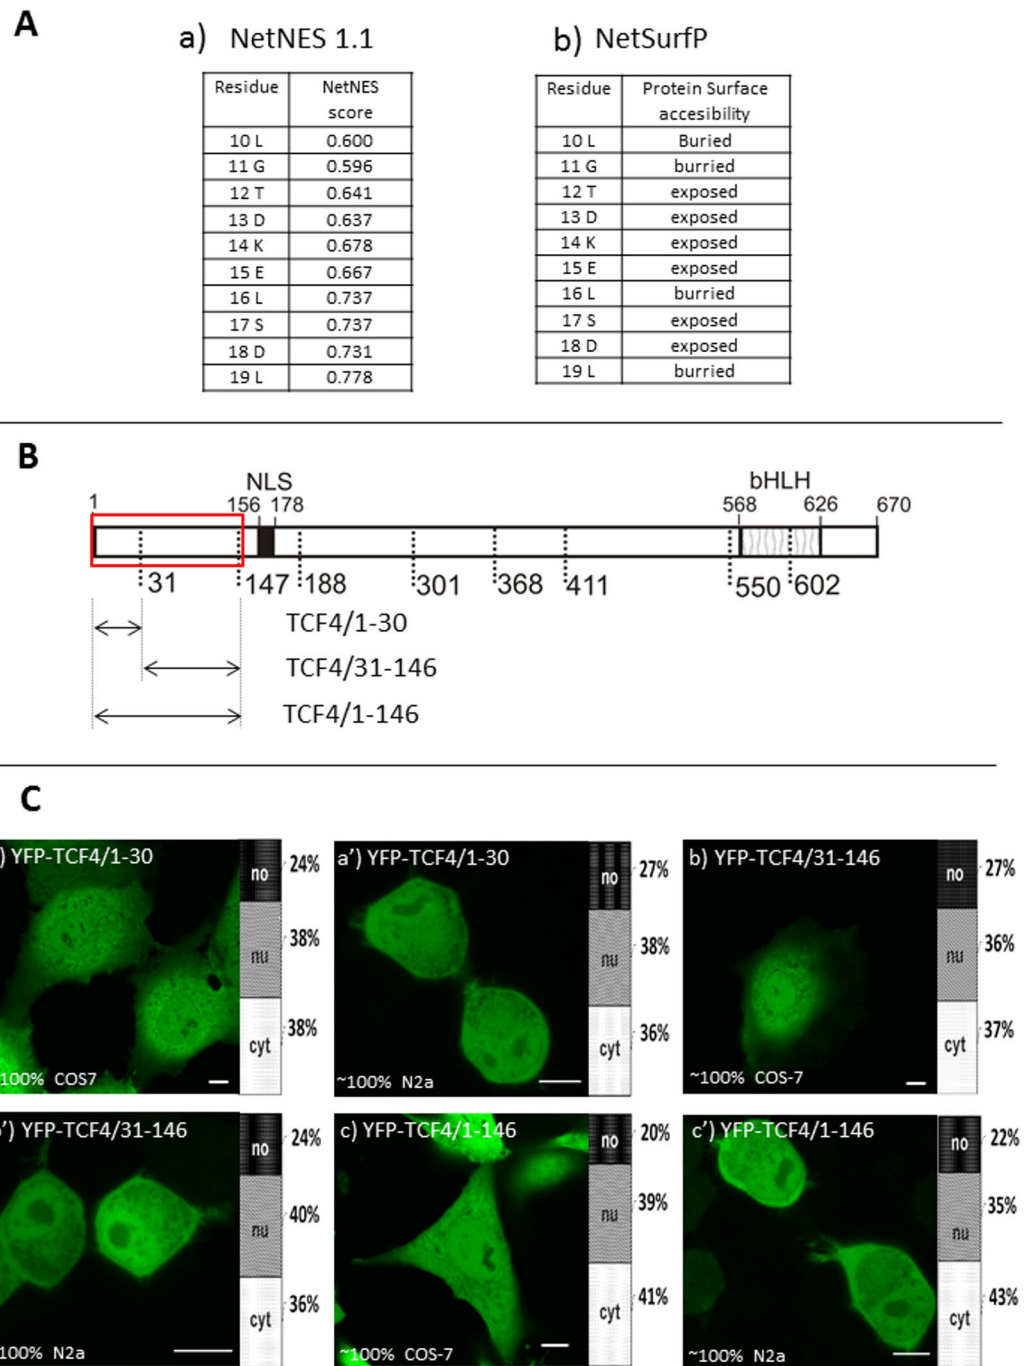 A
a) NetNES 1.1
Residue NetNES score
10 L 0.600
11 G 0.596
12 T 0.641
13 D 0.637
14 K 0.678
15 E 0.667
16 L 0.737
17 S 0.737
18 D 0.731
19 L 0.778
b) NetSurfP
Residue Protein Surface accesibility
10 L Buried
11 G burried
12 T exposed
13 D exposed
14 K exposed
15 E exposed
16 L burried
17 S exposed
18 D exposed
19 L burried
B
NLS bHLH
1 156 178 568 626 670
31 147 188 301 368 411 550 602
TCF4/1-30
TCF4/31-146
TCF4/1-146
C
) YFP-TCF4/1-30
no 24%
nu 38%
cyt 38%
100% COS7
a') YFP-TCF4/1-30
no 27%
nu 38%
cyt 36%
~100% N2a
b) YFP-TCF4/31-146
no 27%
nu 36%
cyt 37%
~100% COS-7
') YFP-TCF4/31-146
no 24%
nu 40%
cyt 36%
100% N2a
c) YFP-TCF4/1-146
no 20%
nu 39%
cyt 41%
~100% COS-7
c') YFP-TCF4/1-146
no 22%
nu 35%
cyt 43%
~100% N2a